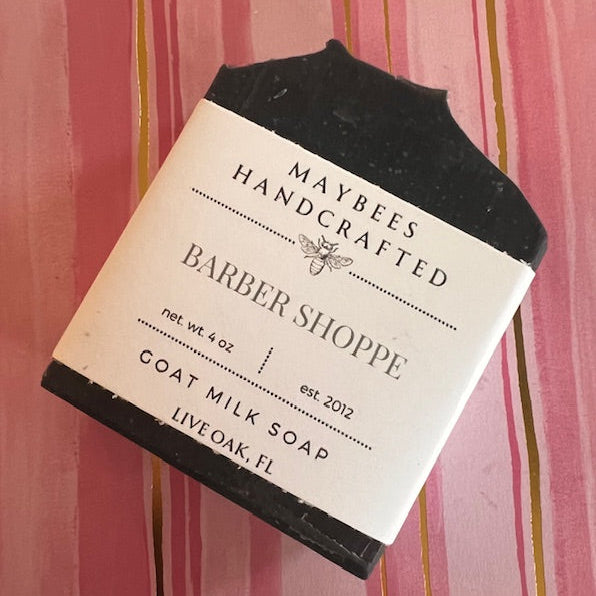 MAYBEES
HANDCRAFTED
BARBER SHOPPE
net. wt. 4 oz
est. 2012
GOAT MILK SOAP
LIVE OAK, FL